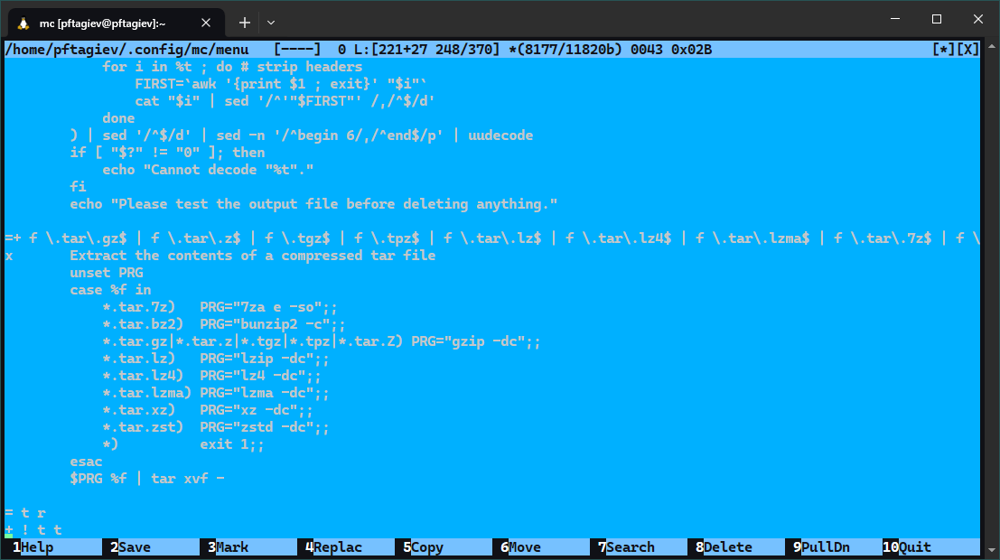 mc [pftagiev@pftagiev]:~
/home/pftagiev/.config/mc/menu   [----]  0 L:[221+27 248/370] *(8177/11820b) 0043 0x02B                           [*][X]
            for i in %t ; do # strip headers
                FIRST=`awk '{print $1 ; exit}' "$i"`
                cat "$i" | sed '/^'"$FIRST"' /,/^$/d'
            done
        ) | sed '/^$/d' | sed -n '/^begin 6/,/^end$/p' | uudecode
        if [ "$?" != "0" ]; then
            echo "Cannot decode "%t"."
        fi
        echo "Please test the output file before deleting anything."
=+ f \.tar\.gz$ | f \.tar\.z$ | f \.tgz$ | f \.tpz$ | f \.tar\.lz$ | f \.tar\.lz4$ | f \.tar\.lzma$ | f \.tar\.7z$ | f \
x       Extract the contents of a compressed tar file
        unset PRG
        case %f in
            *.tar.7z)   PRG="7za e -so";;
            *.tar.bz2)  PRG="bunzip2 -c";;
            *.tar.gz|*.tar.z|*.tgz|*.tpz|*.tar.Z) PRG="gzip -dc";;
            *.tar.lz)   PRG="lzip -dc";;
            *.tar.lz4)  PRG="lz4 -dc";;
            *.tar.lzma) PRG="lzma -dc";;
            *.tar.xz)   PRG="xz -dc";;
            *.tar.zst)  PRG="zstd -dc";;
            *)          exit 1;;
        esac
        $PRG %f | tar xvf -
= t r
+ ! t t
1Help 2Save 3Mark 4Replac 5Copy 6Move 7Search 8Delete 9PullDn 10Quit